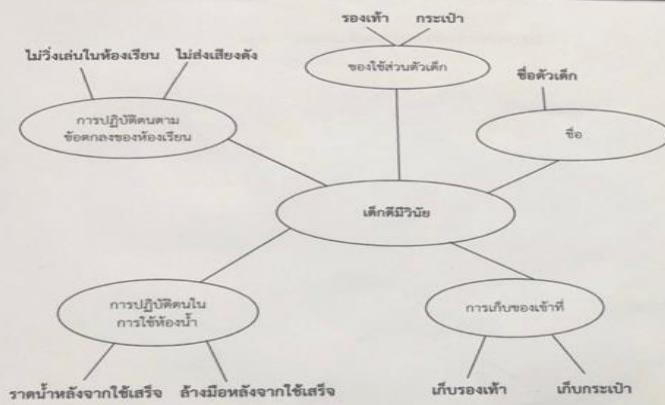 รองเท้า กระเป๋า
ไม่วิ่งเล่นในห้องเรียน ไม่ส่งเสียงดัง
ของใช้ส่วนตัวเด็ก
ชื่อตัวเด็ก
การปฏิบัติตนตาม
ข้อตกลงของห้องเรียน
ชื่อ
เด็กดีมีวินัย
การปฏิบัติตนใน
การใช้ห้องน้ำ
การเก็บของเข้าที่
ราดน้ำหลังจากใช้เสร็จ ล้างมือหลังจากใช้เสร็จ
เก็บรองเท้า เก็บกระเป๋า